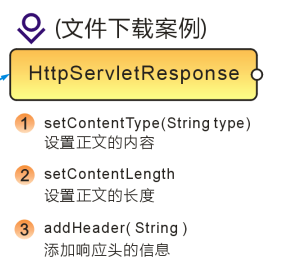 (文件下载案例)
HttpServletResponse
1 setContentType(String type)
设置正文的内容
2 setContentLength
设置正文的长度
3 addHeader( String )
添加响应头的信息